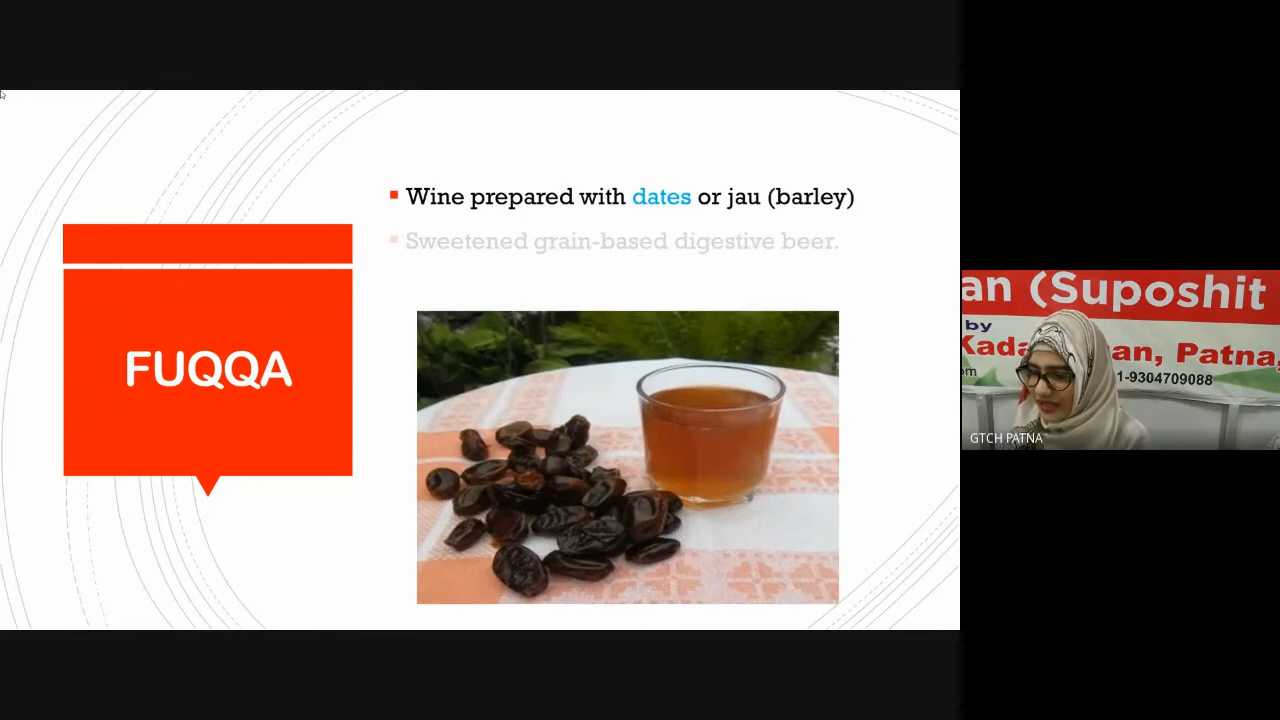 Wine prepared with dates or jau (barley)
Sweetened grain-based digestive beer.
FUQQA
an (Suposhit
by
Kada
an, Patna,
om
1-9304709088
GTCH PATNA